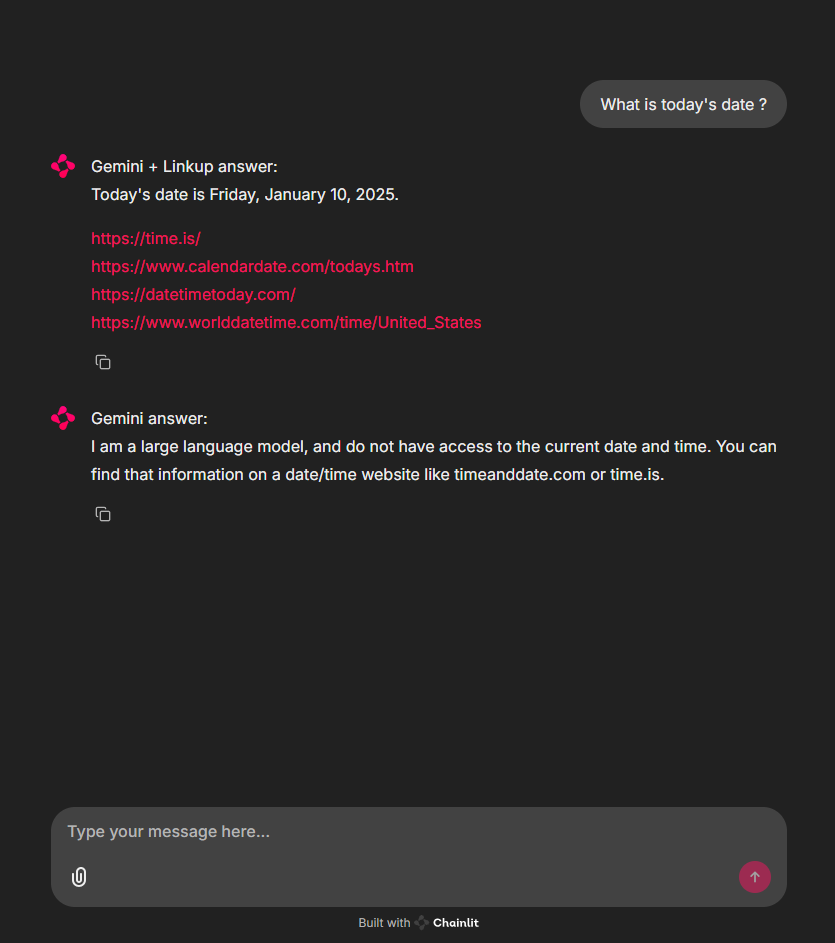 What is today's date ?
Gemini + Linkup answer:
Today's date is Friday, January 10, 2025.
https://time.is/
https://www.calendardate.com/todays.htm
https://datetimetoday.com/
https://www.worlddatetime.com/time/United_States
Gemini answer:
I am a large language model, and do not have access to the current date and time. You can
find that information on a date/time website like timeanddate.com or time.is.
Type your message here...
Built with Chainlit